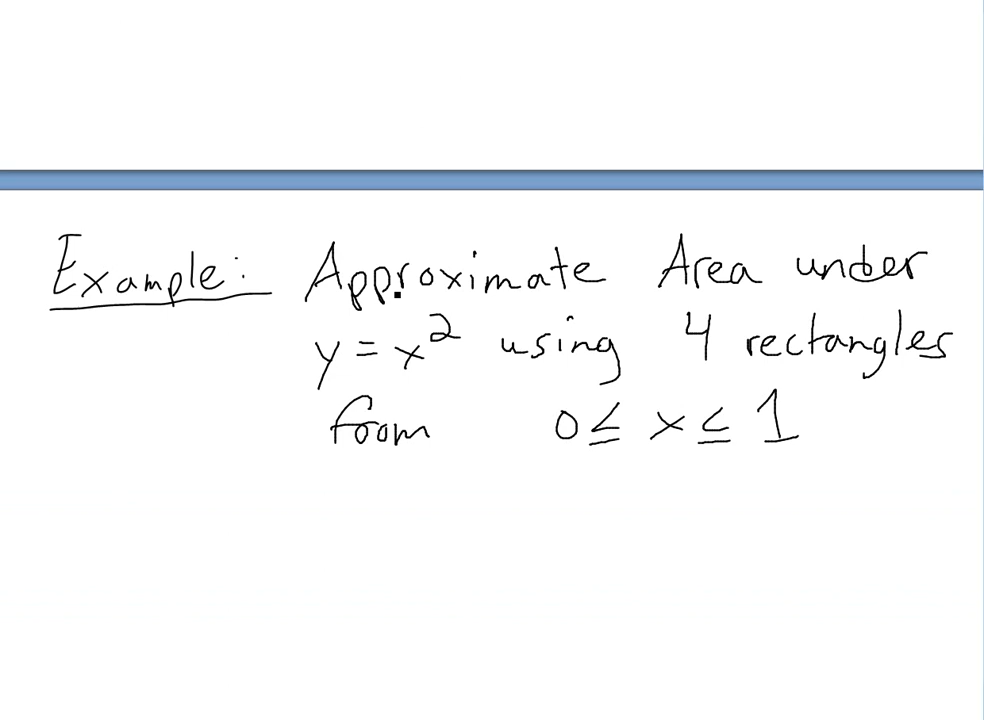 Example: Approximate Area under
y = x² using 4 rectangles
from 0 ≤ x ≤ 1